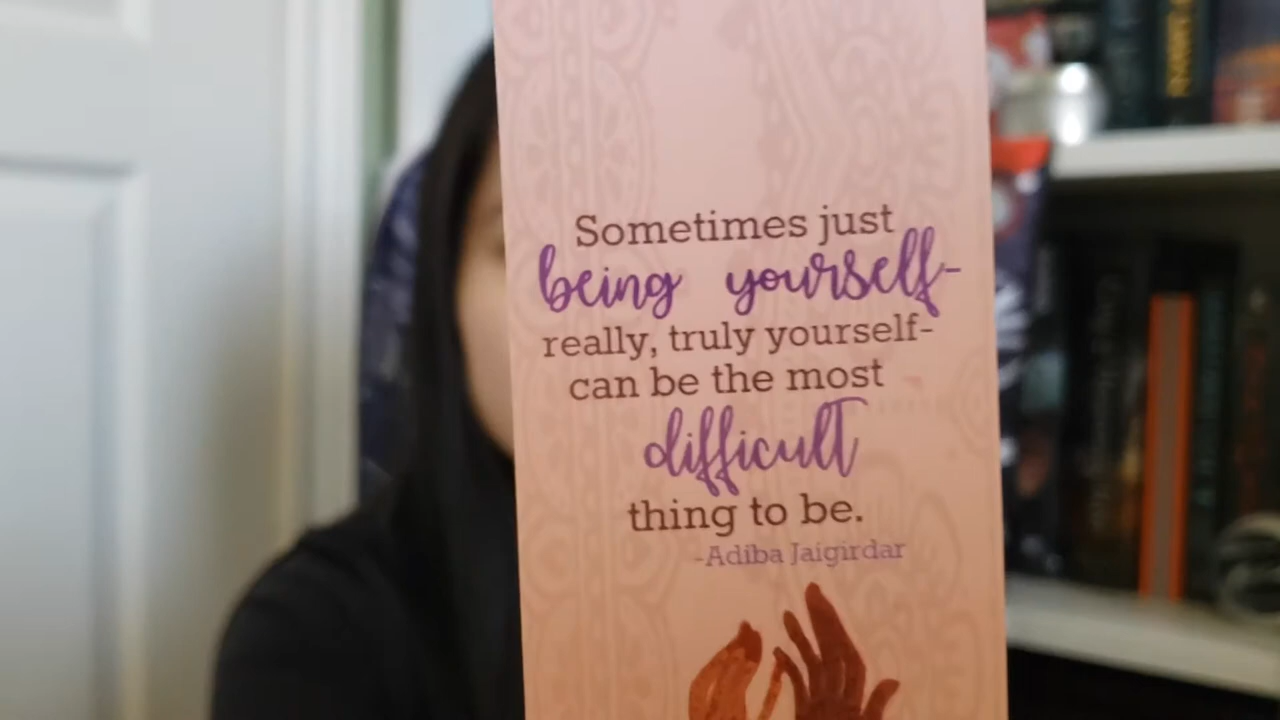 Sometimes just
being yourself-
really, truly yourself-
can be the most
difficult
thing to be.
-Adiba Jaigirdar